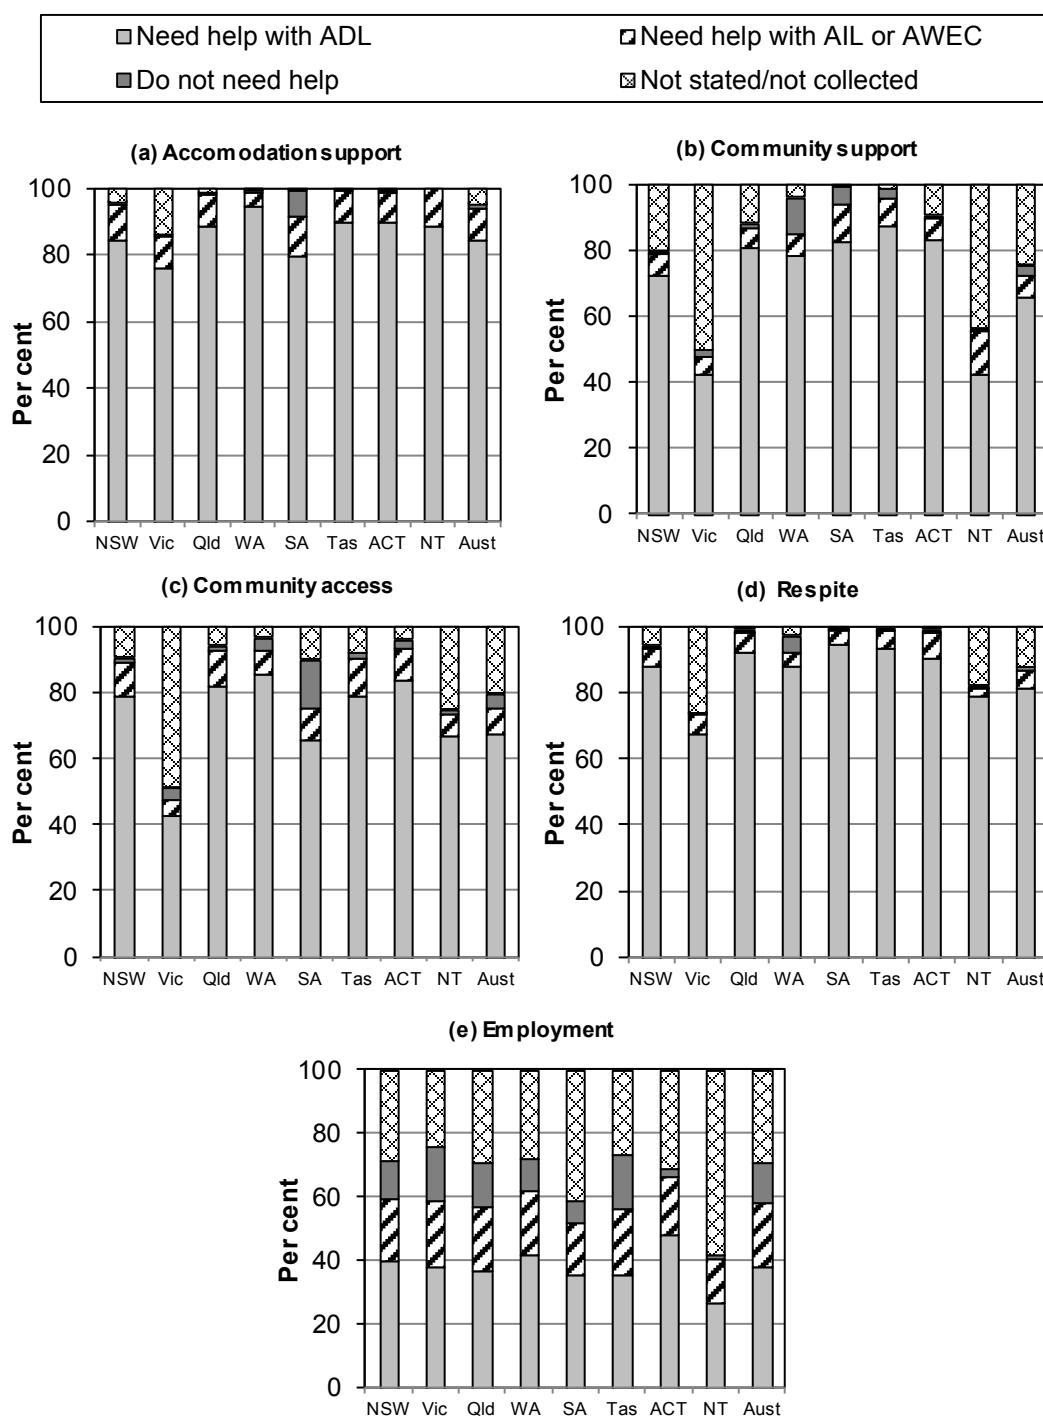 Need help with ADL
Need help with AIL or AWEC
Do not need help
Not stated/not collected
(a) Accomodation support
Per cent
100
80
60
40
20
0
NSW Vic Qld WA SA Tas ACT NT Aust
(b) Community support
Per cent
100
80
60
40
20
0
NSW Vic Qld WA SA Tas ACT NT Aust
(c) Community access
Per cent
100
80
60
40
20
0
NSW Vic Qld WA SA Tas ACT NT Aust
(d) Respite
Per cent
100
80
60
40
20
0
NSW Vic Qld WA SA Tas ACT NT Aust
(e) Employment
Per cent
100
80
60
40
20
0
NSW Vic Qld WA SA Tas ACT NT Aust